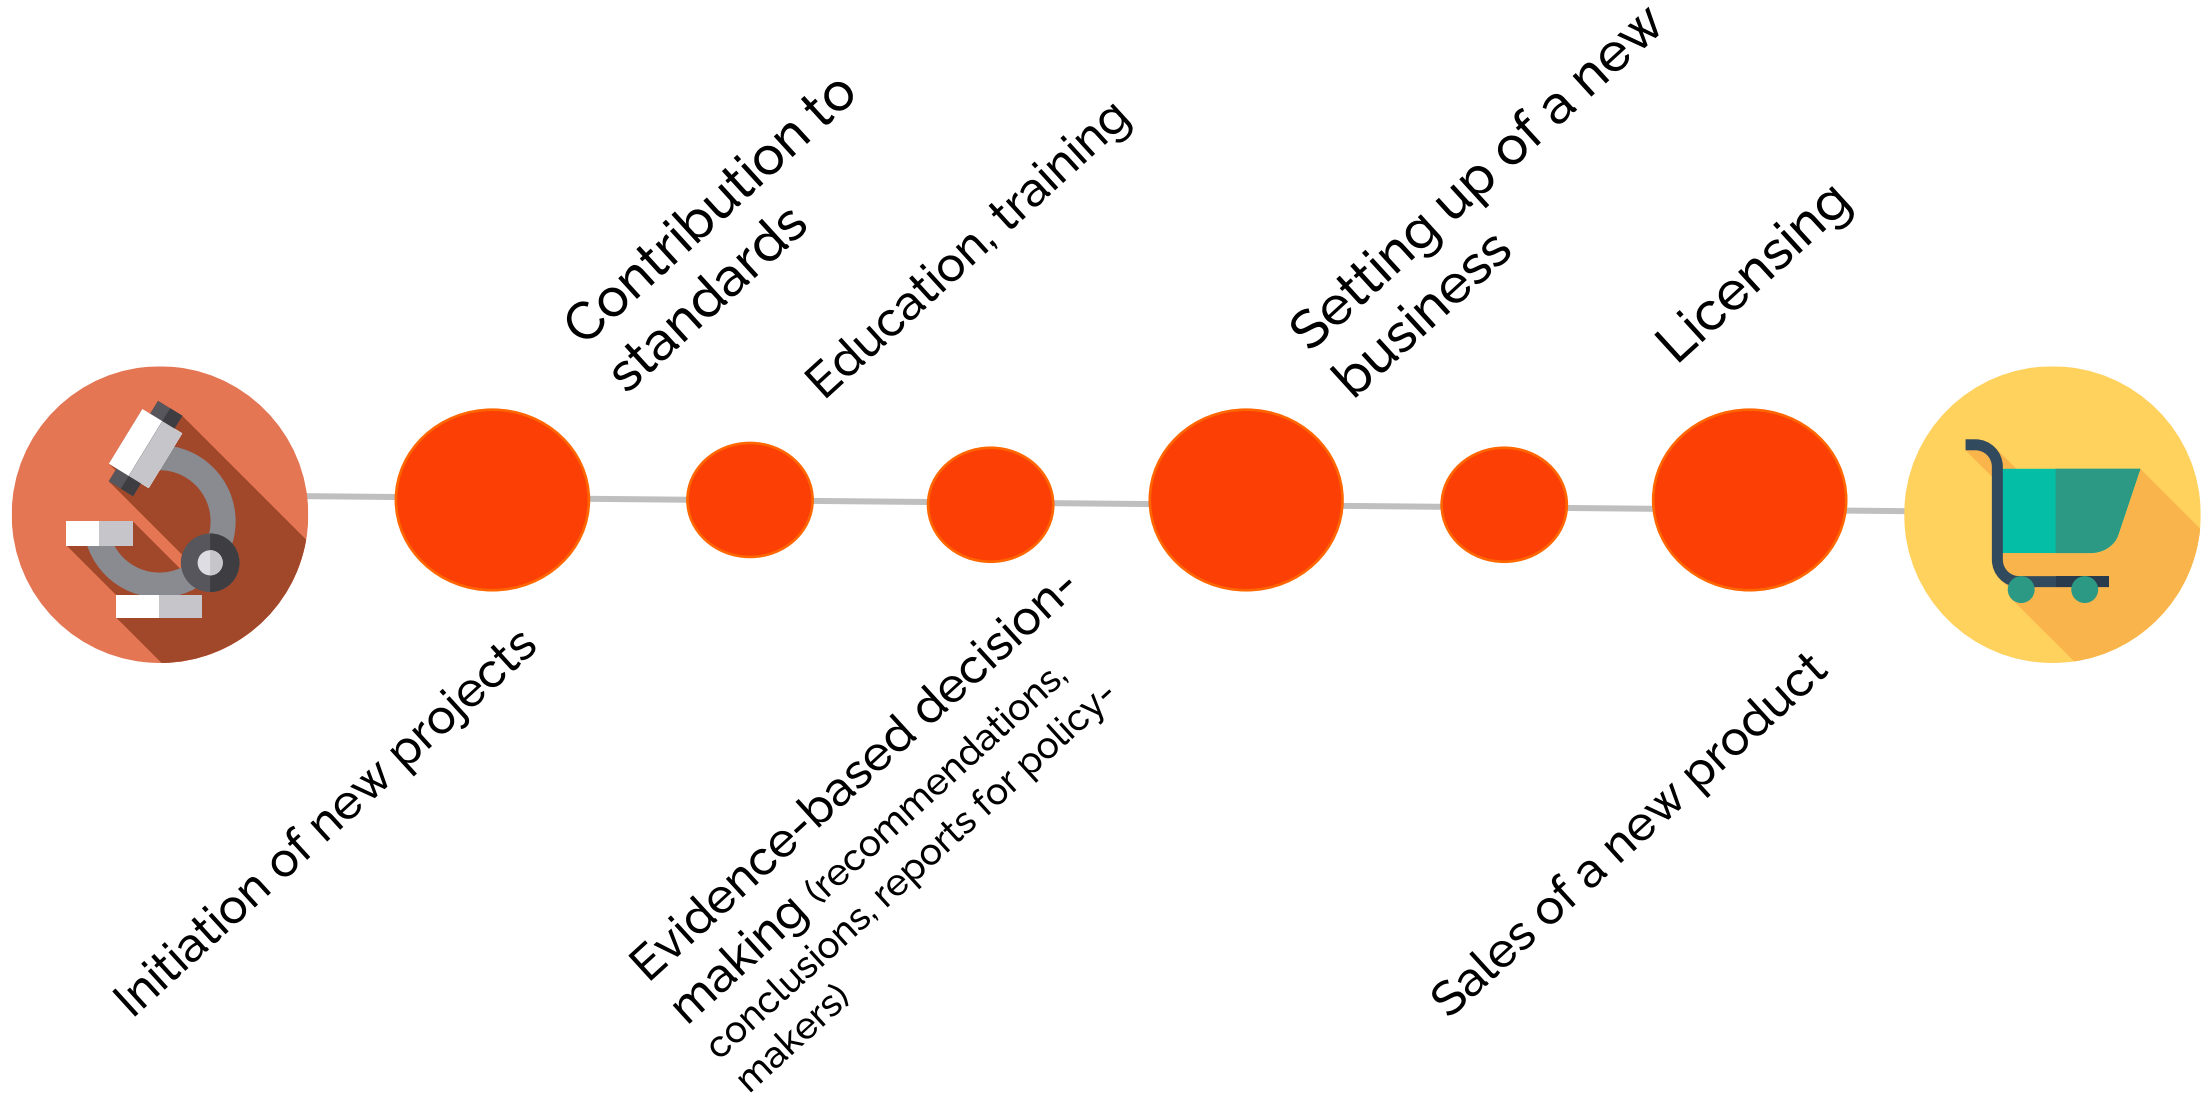 Contribution to
standards
Education, training
Setting up of a new
business
Licensing
Initiation of new projects
Evidence-based decision-
making (recommendations,
conclusions, reports for policy-
makers)
Sales of a new product